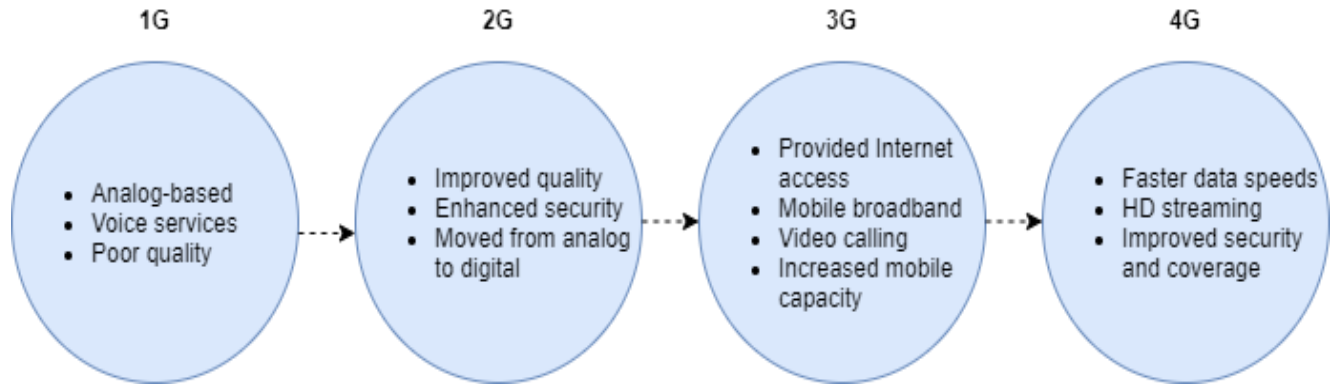 1G
2G
3G
4G
• Analog-based
• Voice services
• Poor quality
• Improved quality
• Enhanced security
• Moved from analog
to digital
• Provided Internet
access
• Mobile broadband
• Video calling
• Increased mobile
capacity
• Faster data speeds
• HD streaming
• Improved security
and coverage